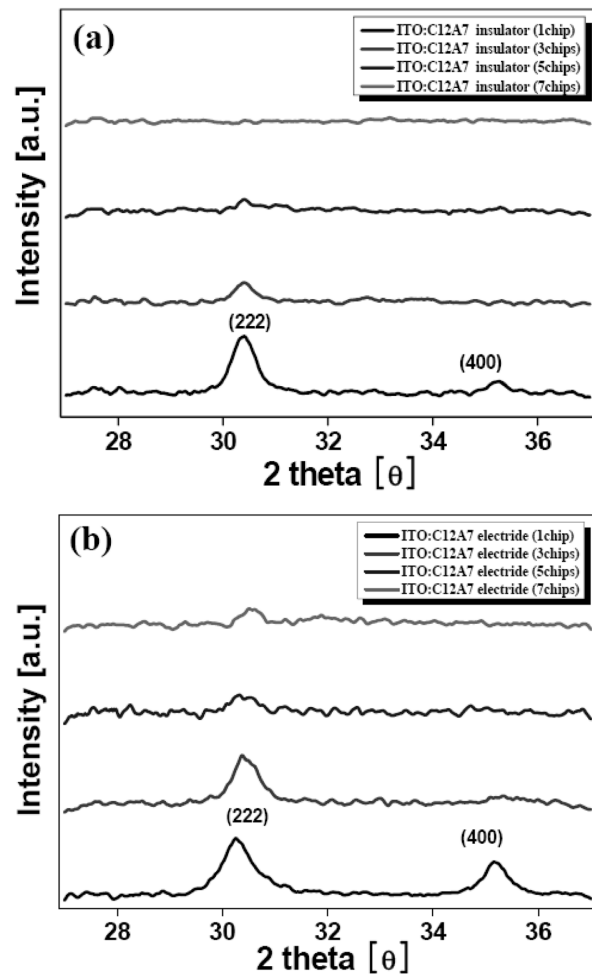 (a)
ITO:C12A7 insulator (1chip)
ITO:C12A7 insulator (3chips)
ITO:C12A7 insulator (5chips)
ITO:C12A7 insulator (7chips)
Intensity [a.u.]
(222)
(400)
28 30 32 34 36
2 theta [θ]
(b)
ITO:C12A7 electride (1chip)
ITO:C12A7 electride (3chips)
ITO:C12A7 electride (5chips)
ITO:C12A7 electride (7chips)
Intensity [a.u.]
(222)
(400)
28 30 32 34 36
2 theta [θ]